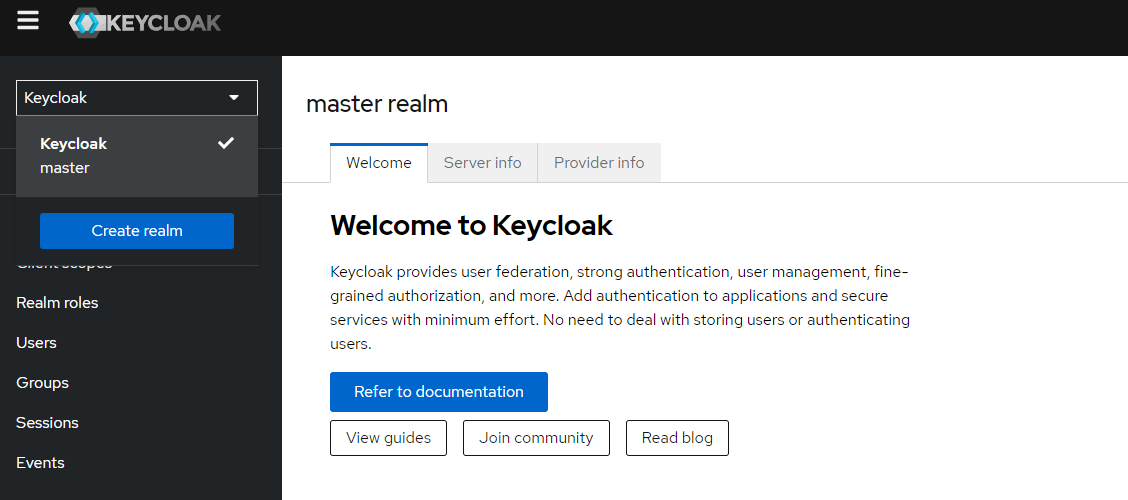 KEYCLOAK
Keycloak
Keycloak
master
Create realm
Client scopes
Realm roles
Users
Groups
Sessions
Events
master realm
Welcome
Server info
Provider info
Welcome to Keycloak
Keycloak provides user federation, strong authentication, user management, fine-
grained authorization, and more. Add authentication to applications and secure
services with minimum effort. No need to deal with storing users or authenticating
users.
Refer to documentation
View guides
Join community
Read blog